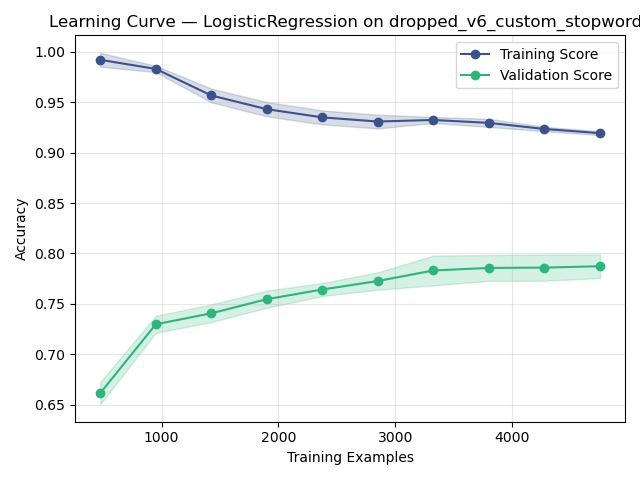 Learning Curve — LogisticRegression on dropped_v6_custom_stopword
Training Score
Validation Score
1.00
0.95
0.90
0.85
0.80
0.75
0.70
0.65
Accuracy
1000
2000
3000
4000
Training Examples